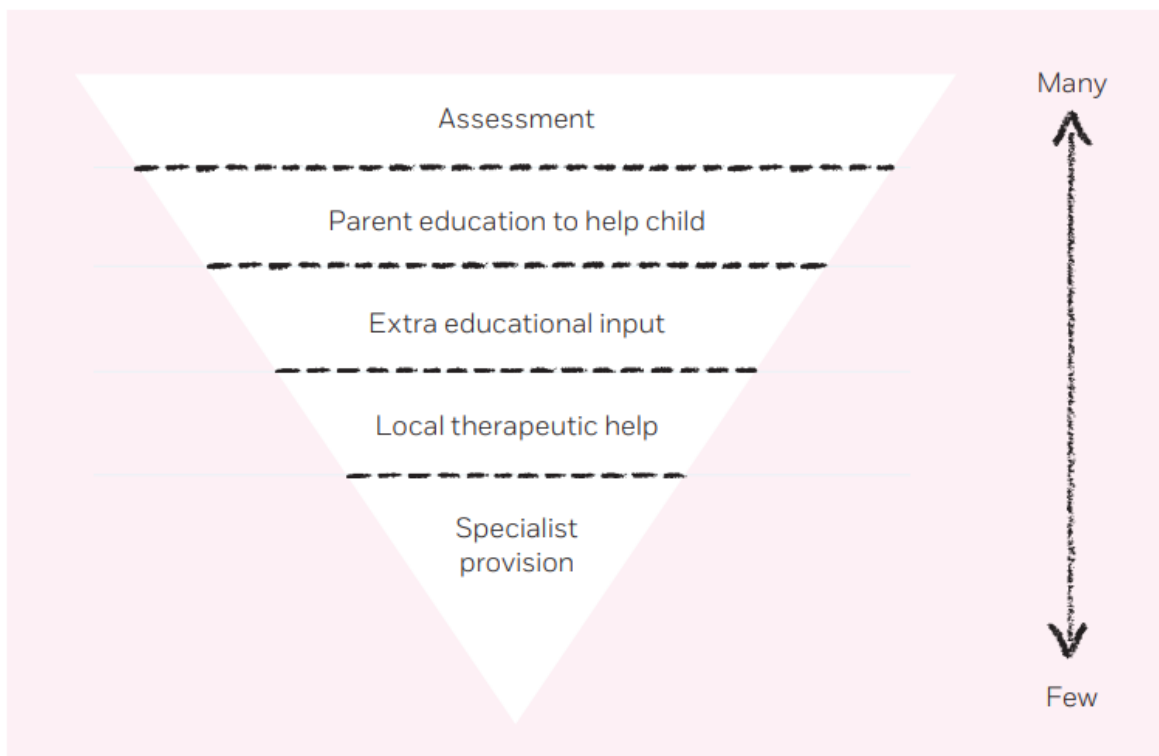 Many
Assessment
Parent education to help child
Extra educational input
Local therapeutic help
Specialist
provision
Few